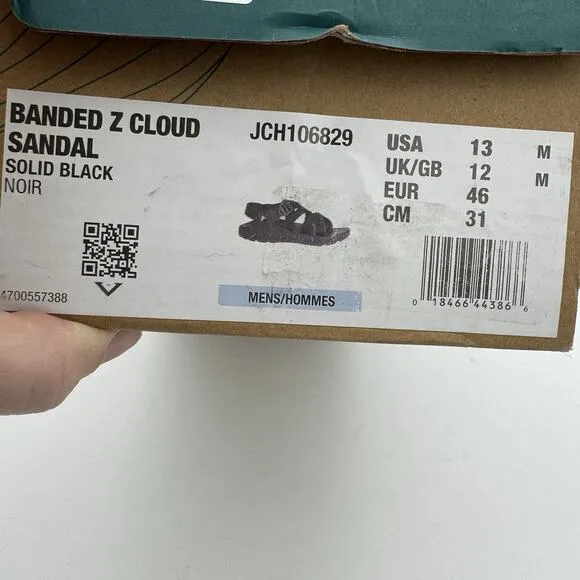 BANDED Z CLOUD
SANDAL
SOLID BLACK
NOIR
4700557388
JCH106829
MENS/HOMMES
USA 13 M
UK/GB 12 M
EUR 46
CM 31
0 18466 44386 6